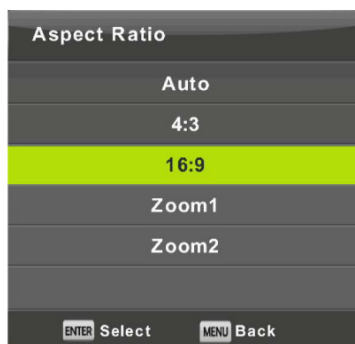 Aspect Ratio
Auto
4:3
16:9
Zoom1
Zoom2
ENTER Select MENU Back